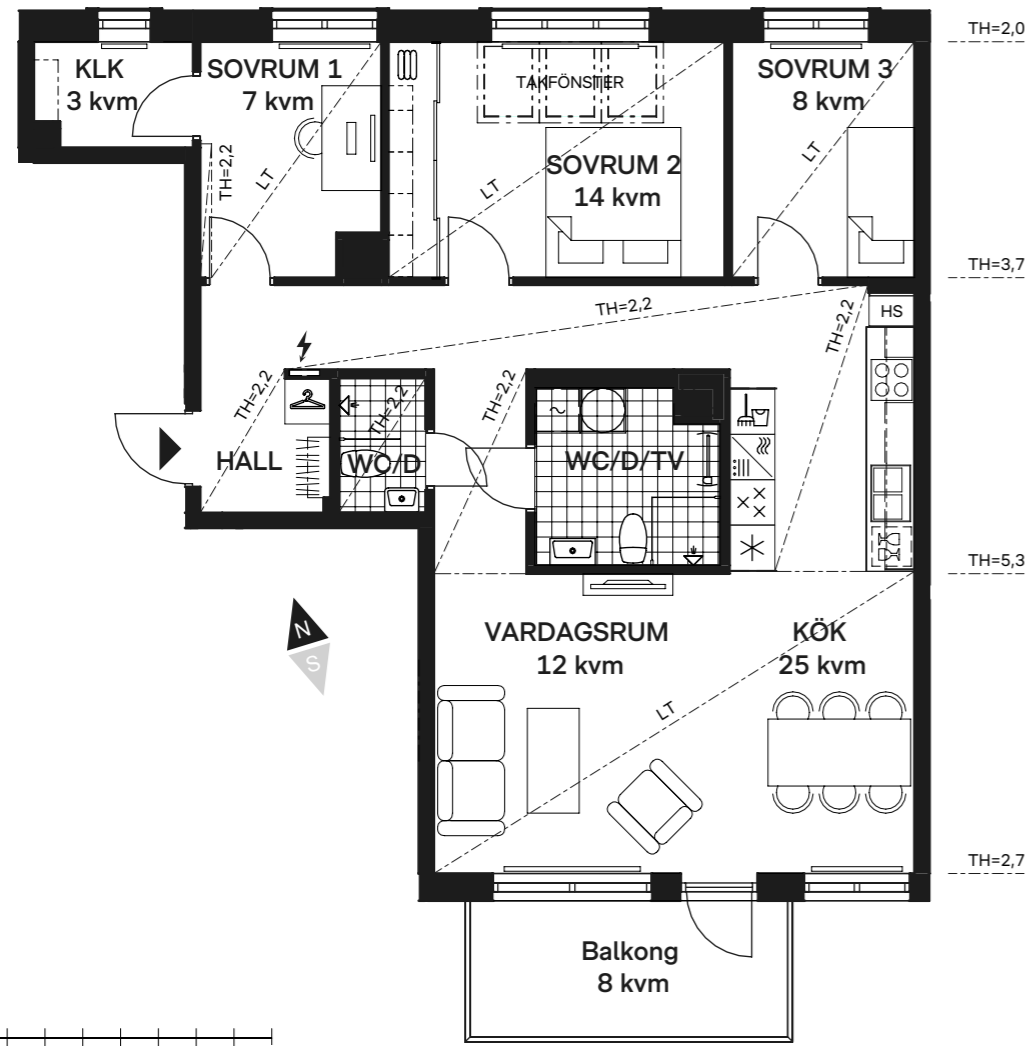 TH=2,0
KLK
3 kvm
SOVRUM 1
7 kvm
TAKFÖNSTER
SOVRUM 3
8 kvm
SOVRUM 2
14 kvm
TH=2,2
LT
LT
LT
TH=3,7
TH=2,2
TH=2,2
HS
TH=2,2
TH=2,2
TH=2,2
HALL
WC/D
WC/D/TV
TH=5,3
N
S
VARDAGSRUM
12 kvm
KÖK
25 kvm
LT
TH=2,7
Balkong
8 kvm